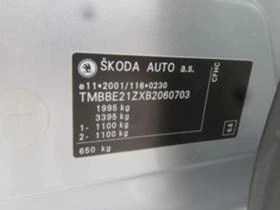 ŠKODA AUTO a.s.
e11*2001/116*0230
TMBBE21ZXB2060703
1995 kg
3395 kg
1- 1100 kg
2- 1100 kg
650 kg
CFHC